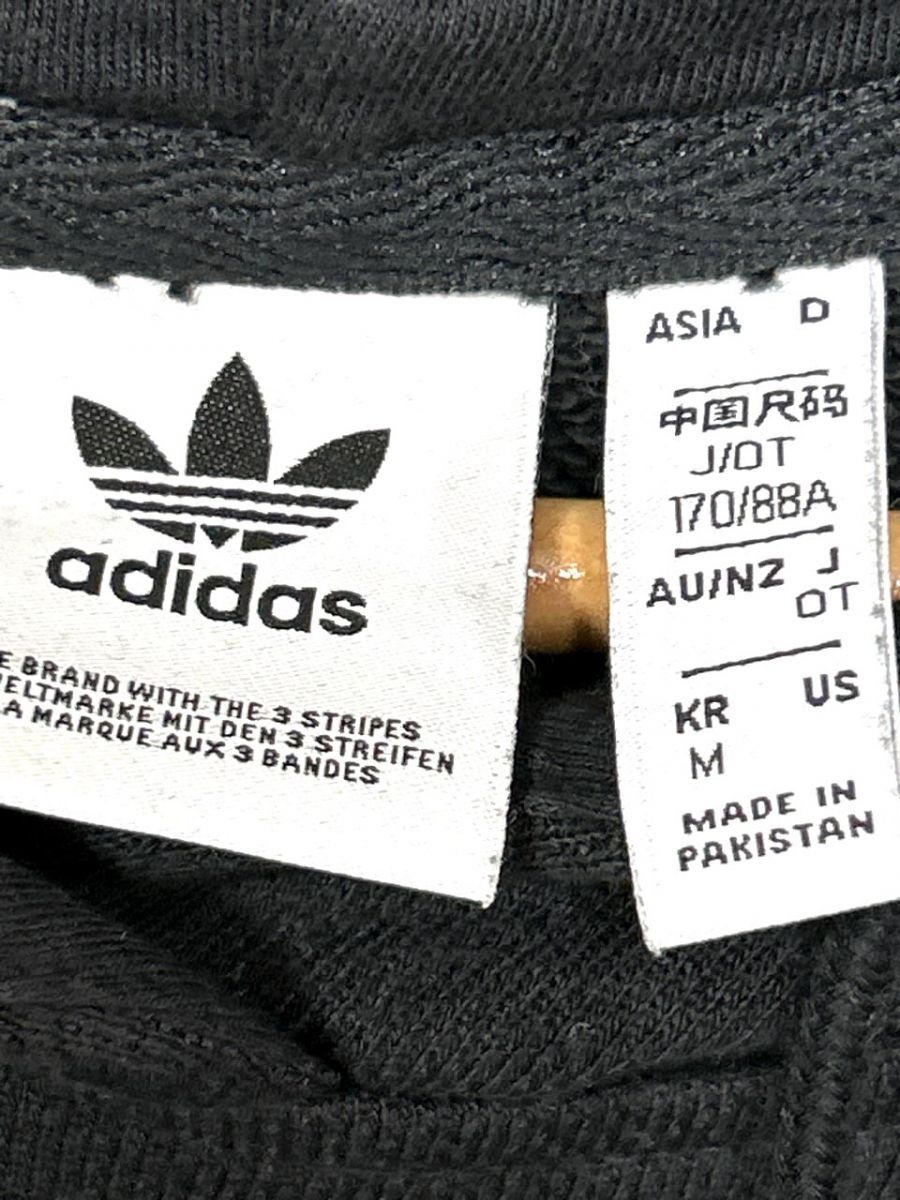 adidas
E BRAND WITH THE 3 STRIPES
ELTMARKE MIT DEN 3 STREIFEN
A MARQUE AUX 3 BANDES
ASIA D
中国尺码
J/OT
170/88A
AU/NZ J
OT
KR US
M
MADE IN
PAKISTAN